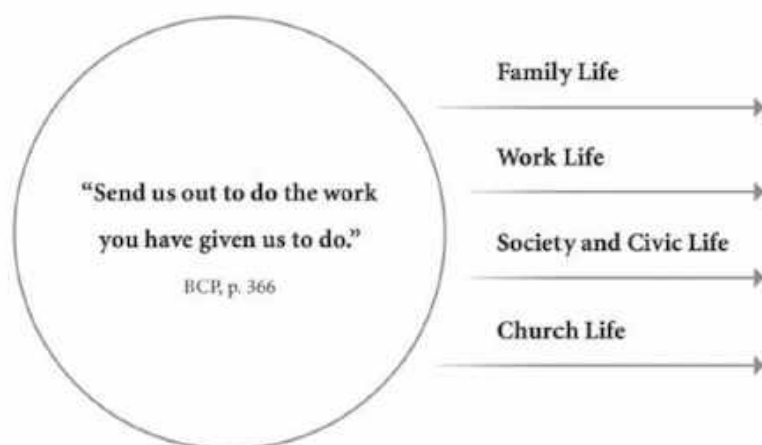 “Send us out to do the work
you have given us to do.”
BCP, p. 366
Family Life
Work Life
Society and Civic Life
Church Life